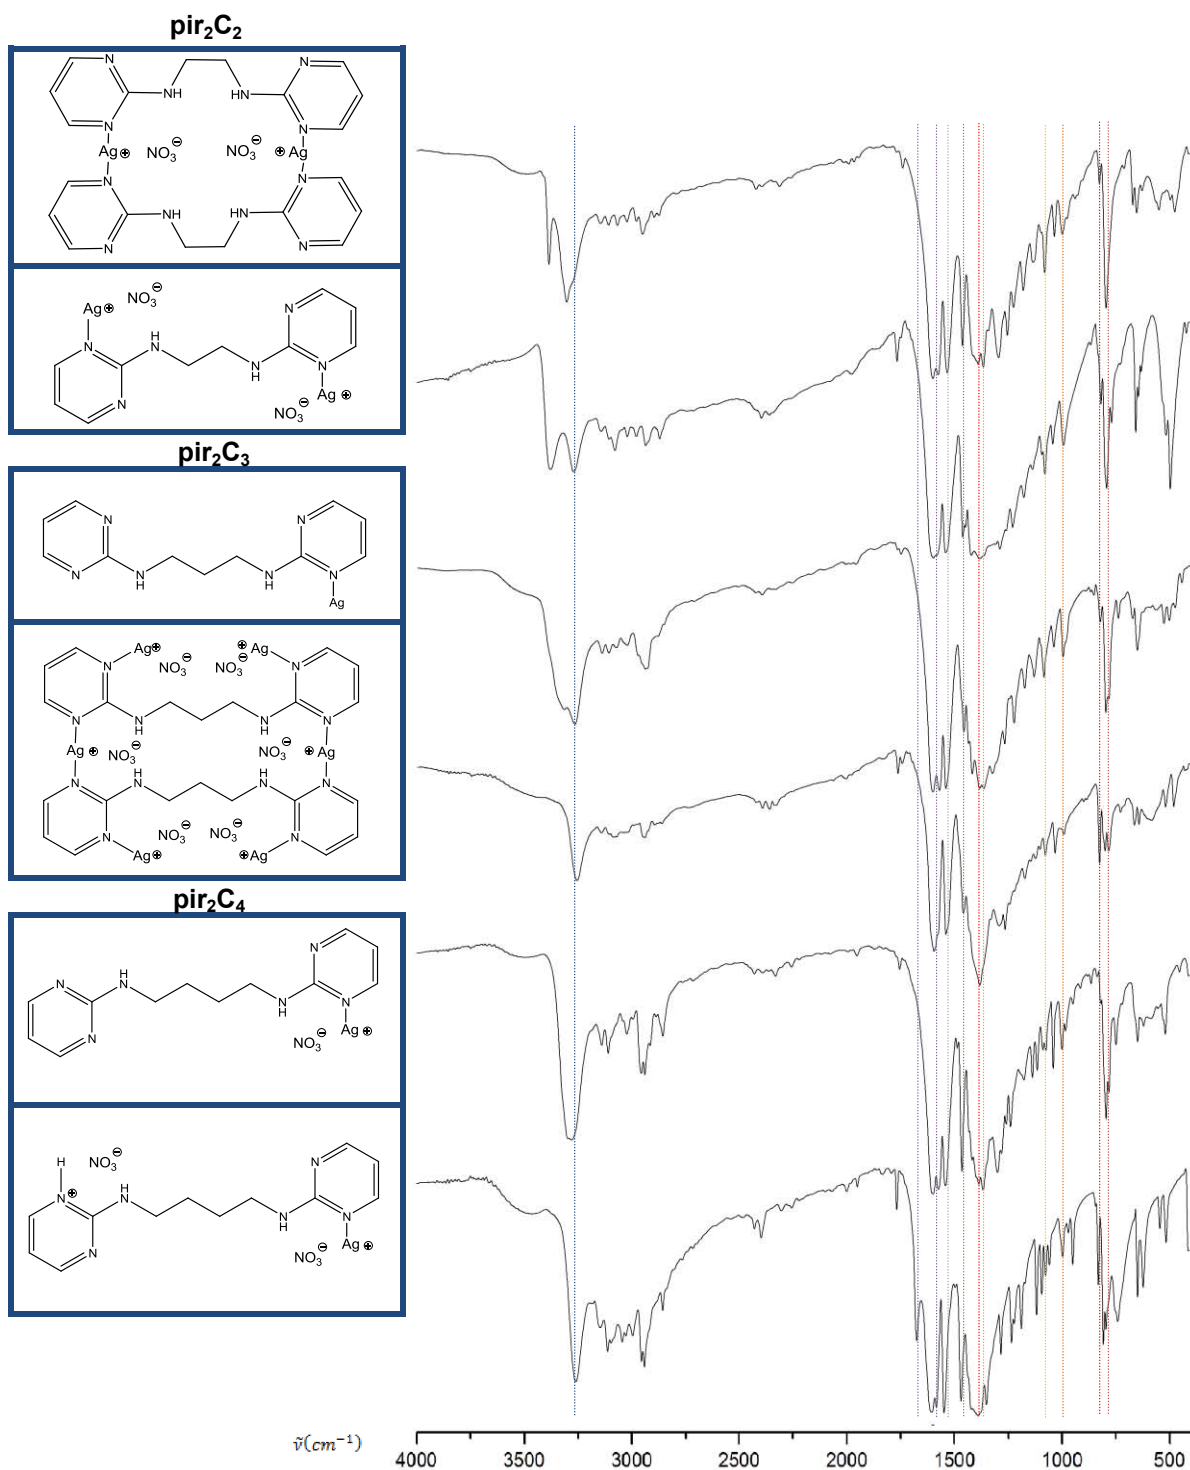 pir₂C₂
N N
NH HN
N N
Ag⊕ NO₃⊖ NO₃⊖ ⊕Ag
N N
NH HN
N N
Ag⊕ NO₃⊖
N
N H
N
N
H N
N
Ag⊕
NO₃⊖
pir₂C₃
N N
N N N N
H H
Ag
Ag⊕ ⊕Ag
N NO₃⊖ NO₃⊖ N
N N N N
H H
Ag⊕ NO₃⊖ NO₃⊖ ⊕Ag
H H
N N N N
N NO₃⊖ NO₃⊖ N
Ag⊕ ⊕Ag
pir₂C₄
H
N
N N
N N
N H
Ag⊕
NO₃⊖
H NO₃⊖
H
N⊕ N N
N N
N H
Ag⊕
NO₃⊖
ṽ(cm⁻¹)
4000 3500 3000 2500 2000 1500 1000 500